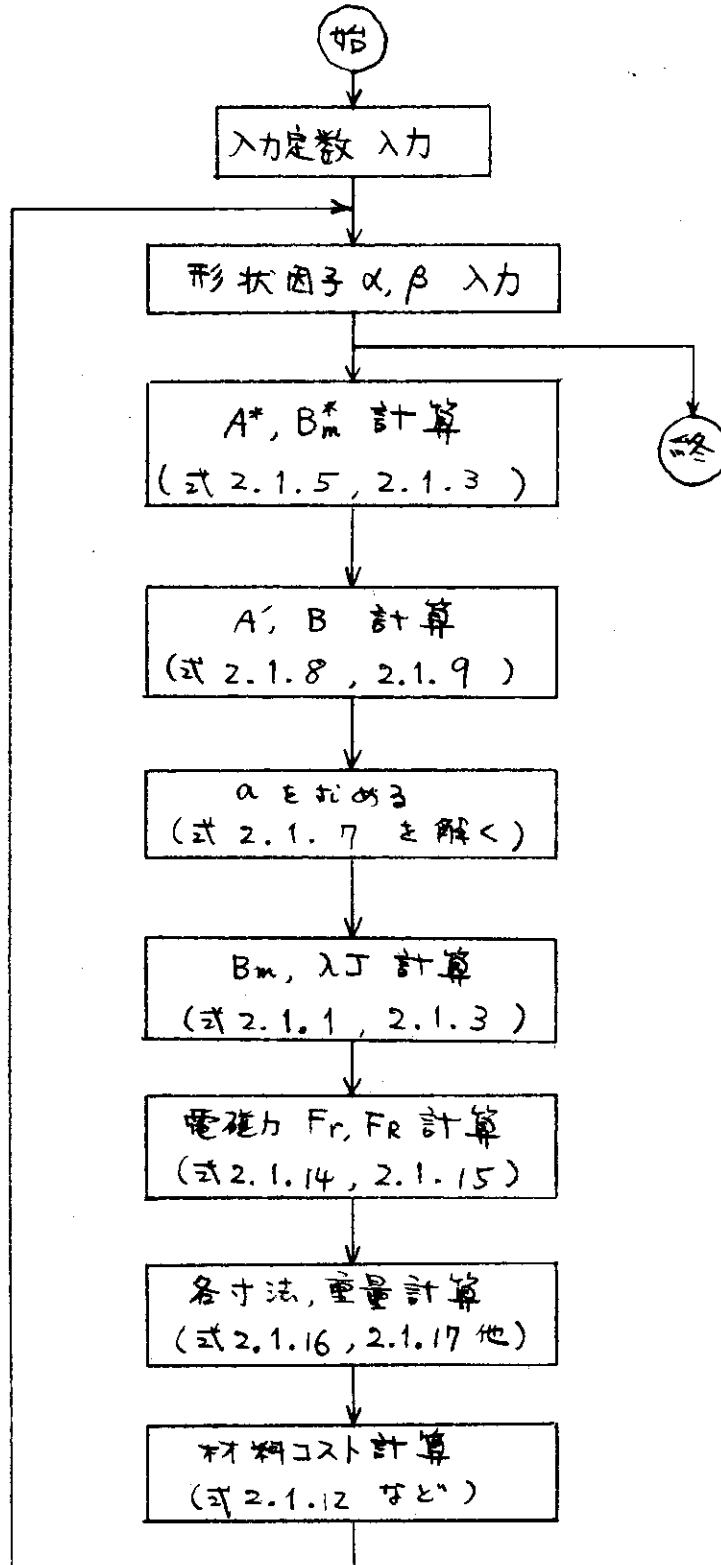 始
入力定数 入力
形状因子 α, β 入力
A*, Bm* 計算
(式 2.1.5, 2.1.3)
終
A', B 計算
(式 2.1.8, 2.1.9)
a を求める
(式 2.1.7 を解く)
Bm, λJ 計算
(式 2.1.1, 2.1.3)
電磁力 Fr, FR 計算
(式2.1.14, 2.1.15)
各寸法, 重量計算
(式2.1.16, 2.1.17 他)
材料コスト計算
(式2.1.12 など)